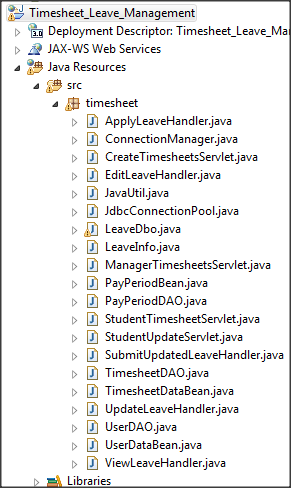 Timesheet_Leave_Management
3.0 Deployment Descriptor: Timesheet_Leave_Ma
JAX-WS Web Services
Java Resources
src
timesheet
ApplyLeaveHandler.java
ConnectionManager.java
CreateTimesheetsServlet.java
EditLeaveHandler.java
JavaUtil.java
JdbcConnectionPool.java
LeaveDbo.java
LeaveInfo.java
ManagerTimesheetsServlet.java
PayPeriodBean.java
PayPeriodDAO.java
StudentTimesheetServlet.java
StudentUpdateServlet.java
SubmitUpdatedLeaveHandler.java
TimesheetDAO.java
TimesheetDataBean.java
UpdateLeaveHandler.java
UserDAO.java
UserDataBean.java
ViewLeaveHandler.java
Libraries